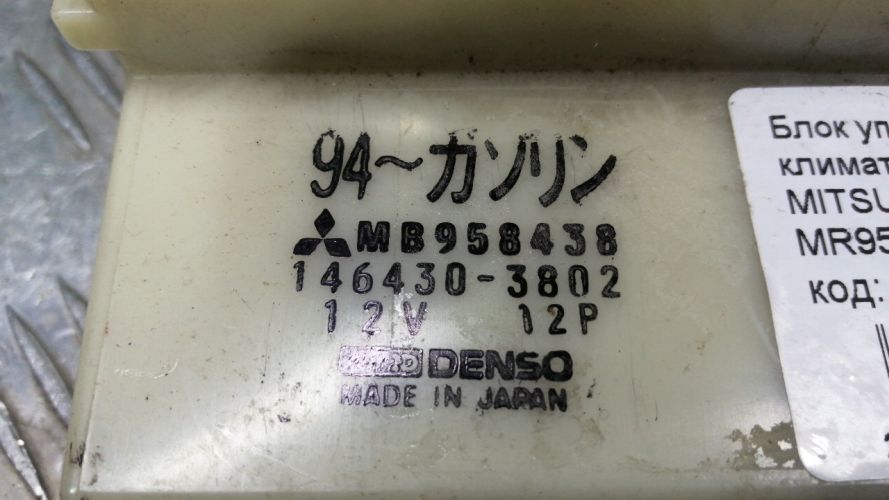 94~ガソリン
MB958438
146430-3802
12V 12P
DENSO
MADE IN JAPAN
Блок уп
климат
MITSU
MR95
код: